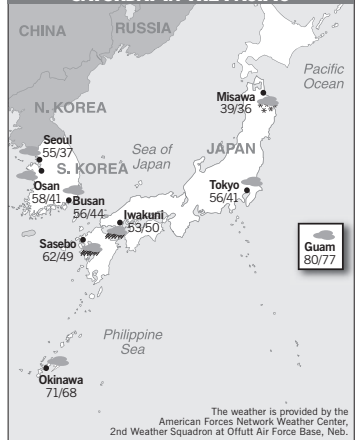 CHINA
RUSSIA
Pacific
Ocean
Misawa
39/36
N. KOREA
Seoul
55/37
Sea of
Japan
JAPAN
S. KOREA
Osan
58/41
Busan
56/44
Tokyo
56/41
Iwakuni
53/50
Sasebo
62/49
Guam
80/77
Philippine
Sea
Okinawa
71/68
The weather is provided by the
American Forces Network Weather Center,
2nd Weather Squadron at Offutt Air Force Base, Neb.